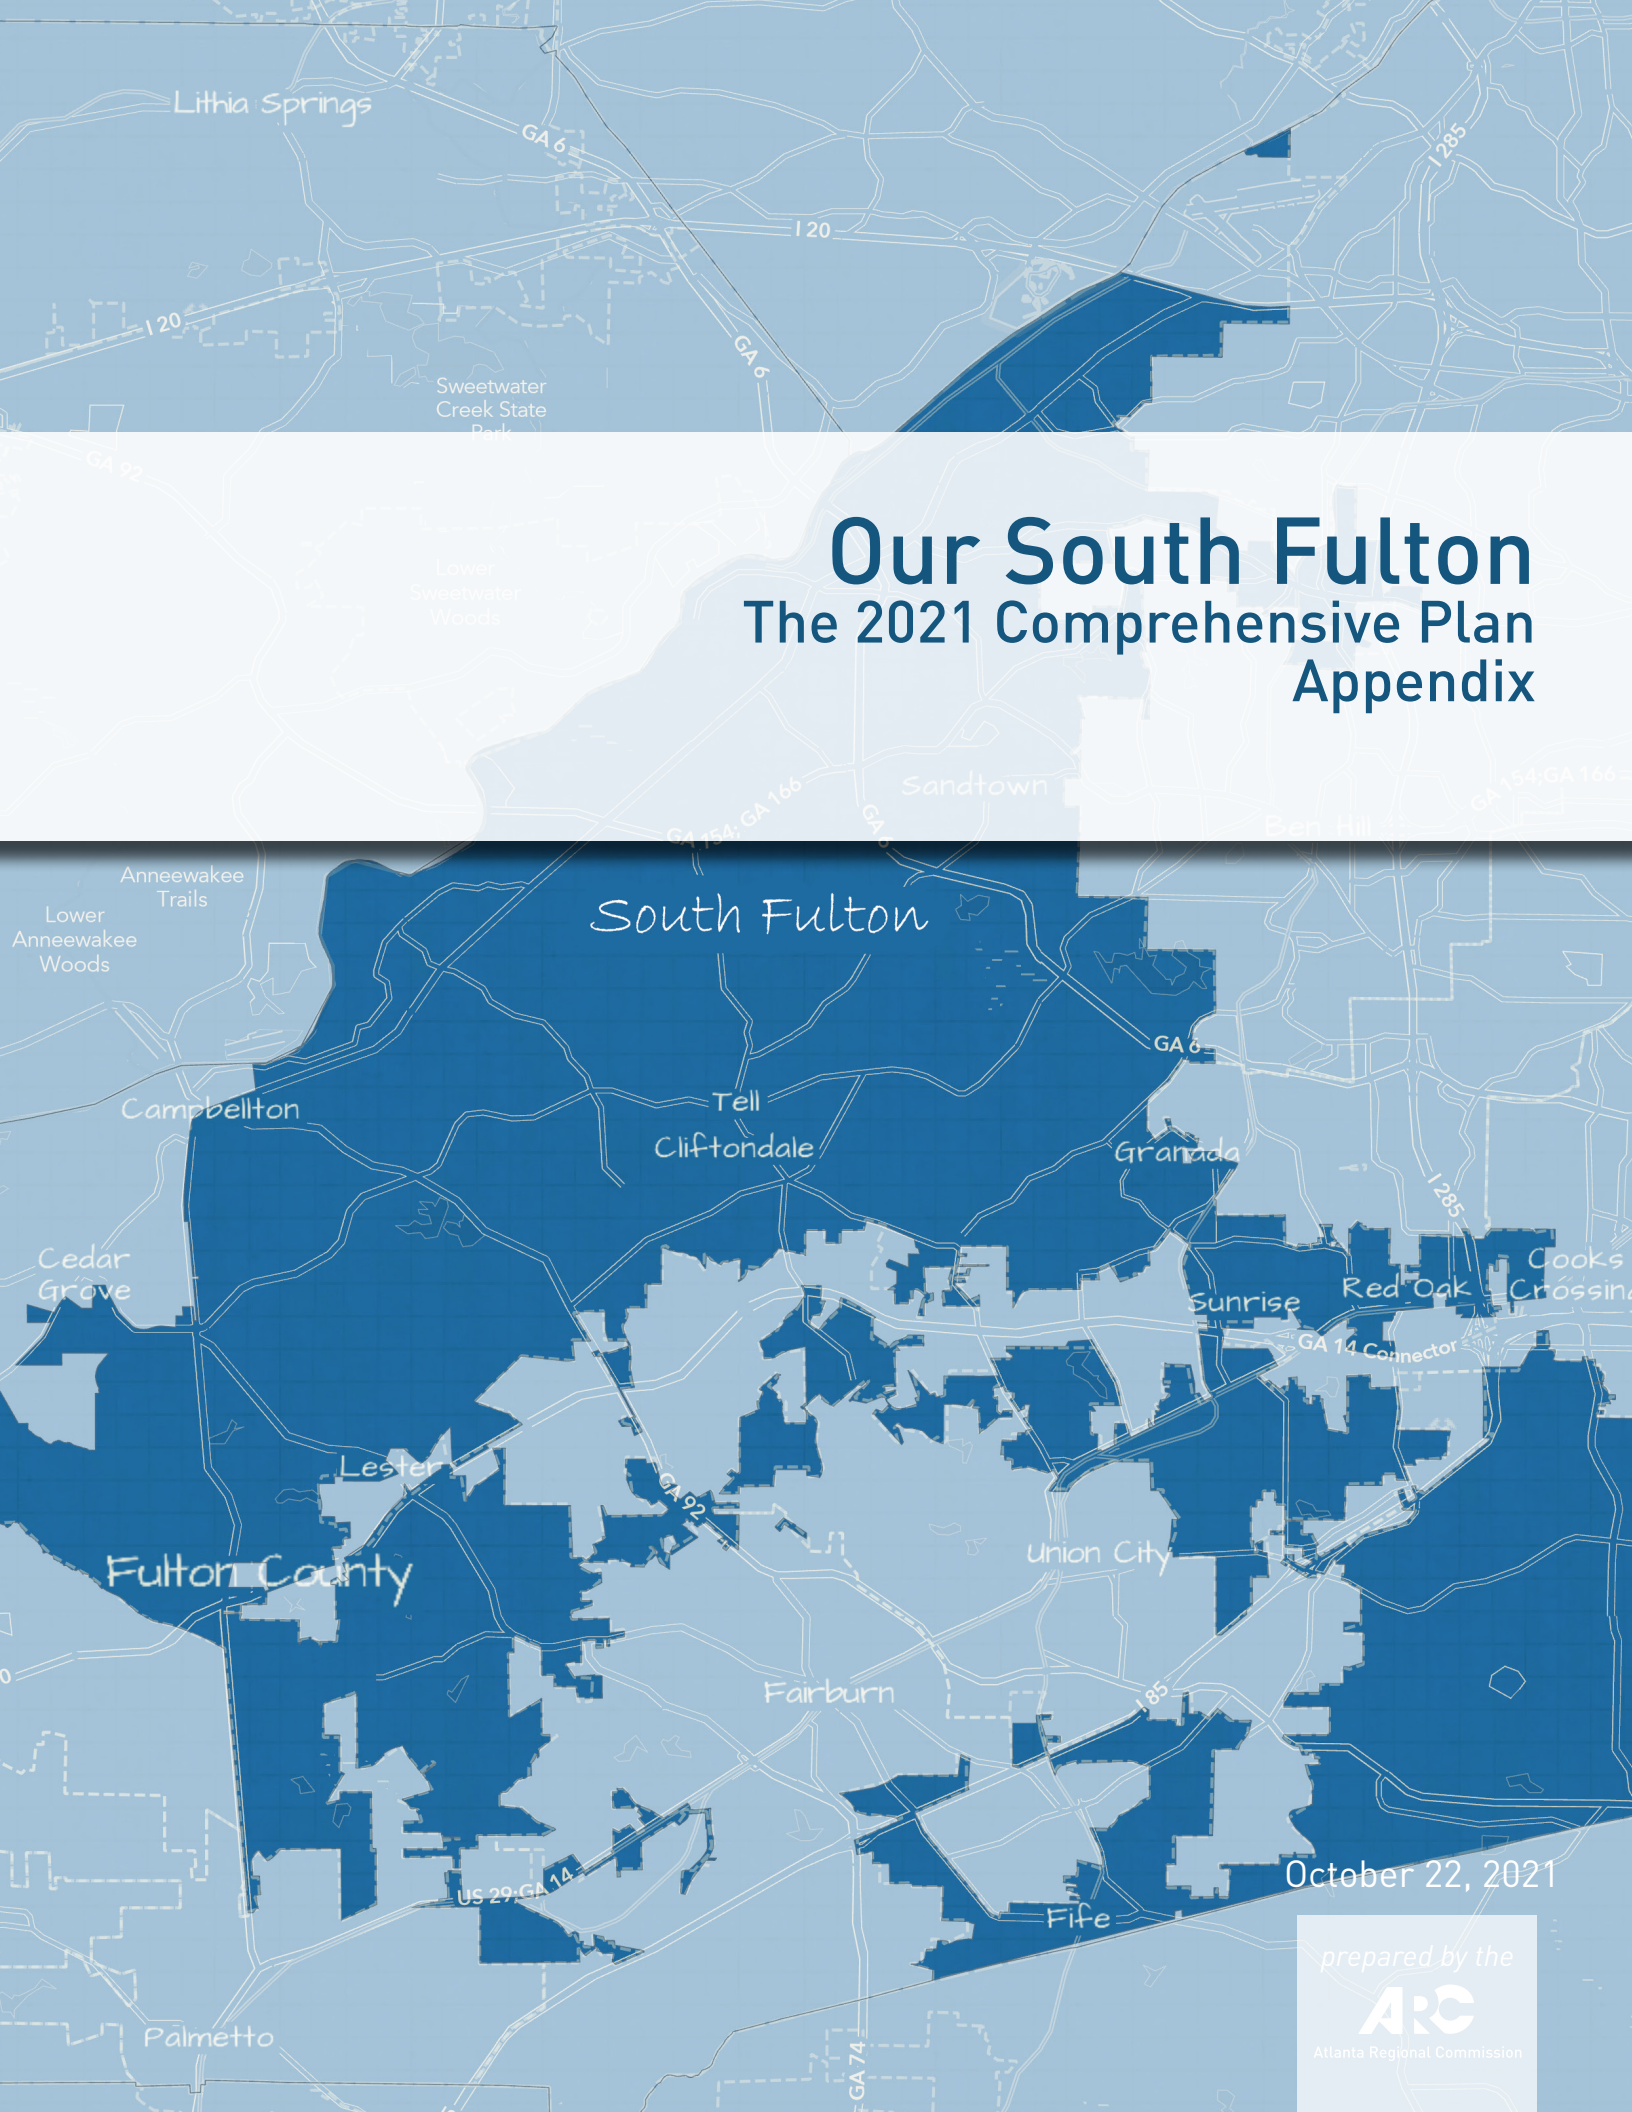 Lithia Springs
GA 6
I 285
I 20
I 20
GA 6
Sweetwater
Creek State
Park
GA 92
Our South Fulton
The 2021 Comprehensive Plan
Appendix
Lower
Sweetwater
Woods
Sandtown
GA 154; GA 166
GA 6
GA 154;GA 166
Ben Hill
Anneewakee
Trails
Lower
Anneewakee
Woods
South Fulton
GA 6
Campbellton
Tell
Cliftondale
Granada
I 285
Cedar
Grove
Cooks
Crossing
Red Oak
Sunrise
GA 14 Connector
Lester
GA 92
Fulton County
Union City
Fairburn
I 85
US 29;GA 14
October 22, 2021
Fife
prepared by the
ARC
Atlanta Regional Commission
Palmetto
GA 74